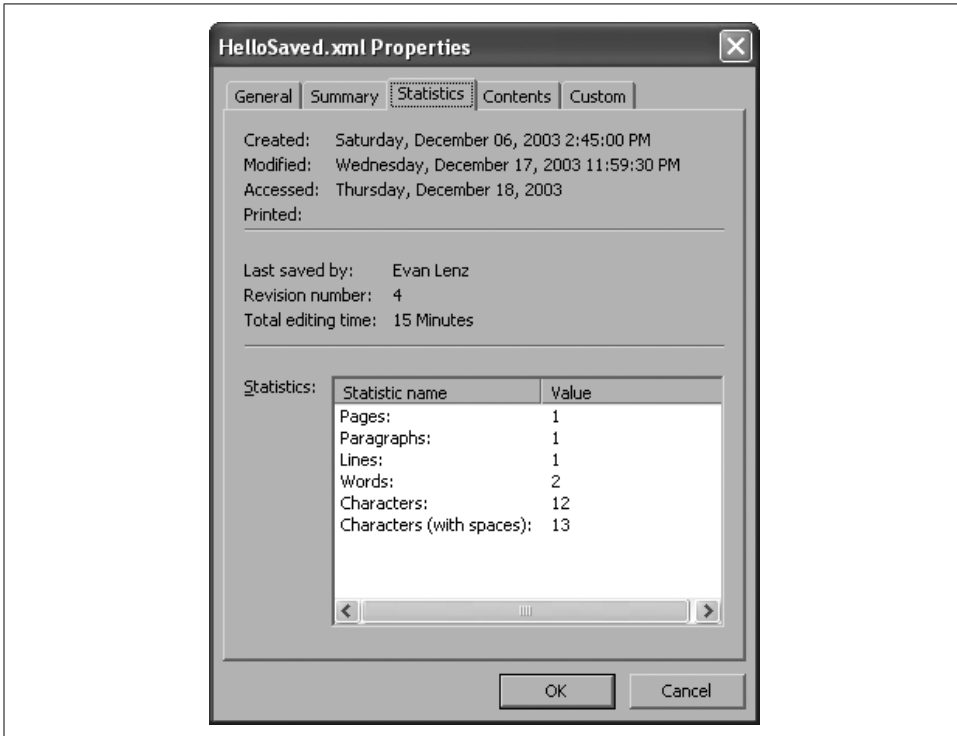 HelloSaved.xml Properties
General Summary Statistics Contents Custom
Created: Saturday, December 06, 2003 2:45:00 PM
Modified: Wednesday, December 17, 2003 11:59:30 PM
Accessed: Thursday, December 18, 2003
Printed:
Last saved by: Evan Lenz
Revision number: 4
Total editing time: 15 Minutes
Statistics:
Statistic name Value
Pages: 1
Paragraphs: 1
Lines: 1
Words: 2
Characters: 12
Characters (with spaces): 13
OK Cancel